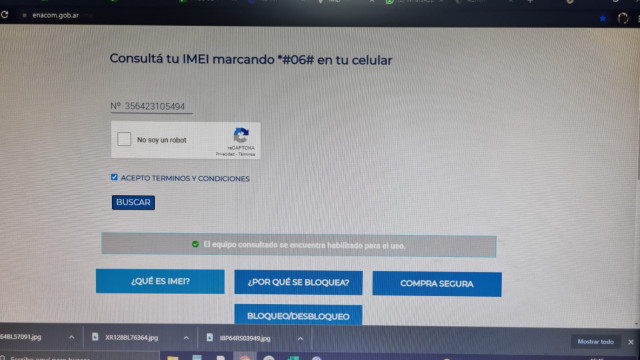 enacom.gob.ar
Consultá tu IMEI marcando *#06# en tu celular
Nº 356423105494
No soy un robot
reCAPTCHA
Privacidad - Términos
ACEPTO TERMINOS Y CONDICIONES
BUSCAR
El equipo consultado se encuentra habilitado para el uso.
¿QUÉ ES IMEI?
¿POR QUÉ SE BLOQUEA?
COMPRA SEGURA
BLOQUEO/DESBLOQUEO
64BL57091.jpg
XR128BL76364.jpg
I8P64RS03949.jpg
Mostrar todo